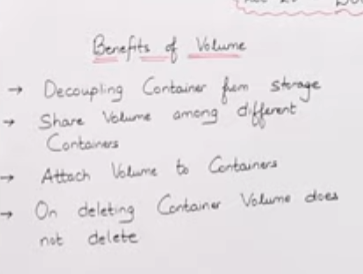 Benefits of Volume
→ Decoupling Container from storage
→ Share Volume among different
Containers
→ Attach Volume to Containers
→ On deleting Container Volume does
not delete